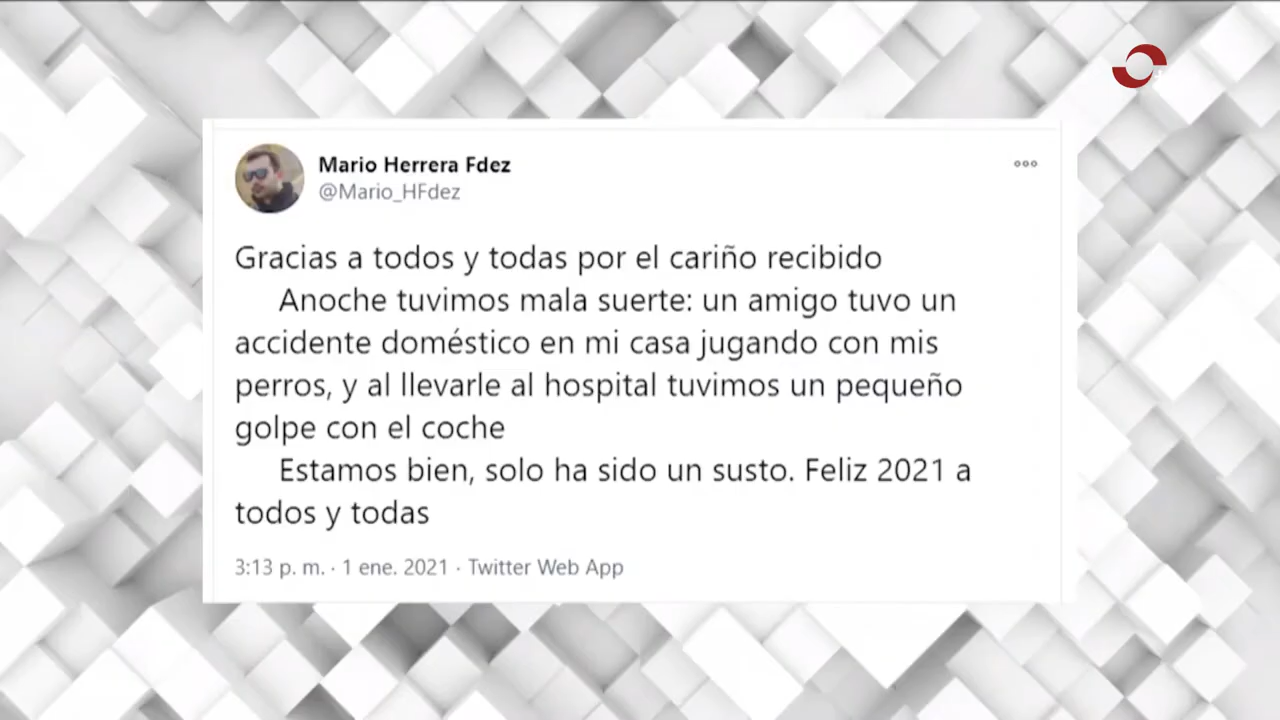 Mario Herrera Fdez
@Mario_HFdez
Gracias a todos y todas por el cariño recibido
Anoche tuvimos mala suerte: un amigo tuvo un
accidente doméstico en mi casa jugando con mis
perros, y al llevarle al hospital tuvimos un pequeño
golpe con el coche
Estamos bien, solo ha sido un susto. Feliz 2021 a
todos y todas
3:13 p. m. · 1 ene. 2021 · Twitter Web App